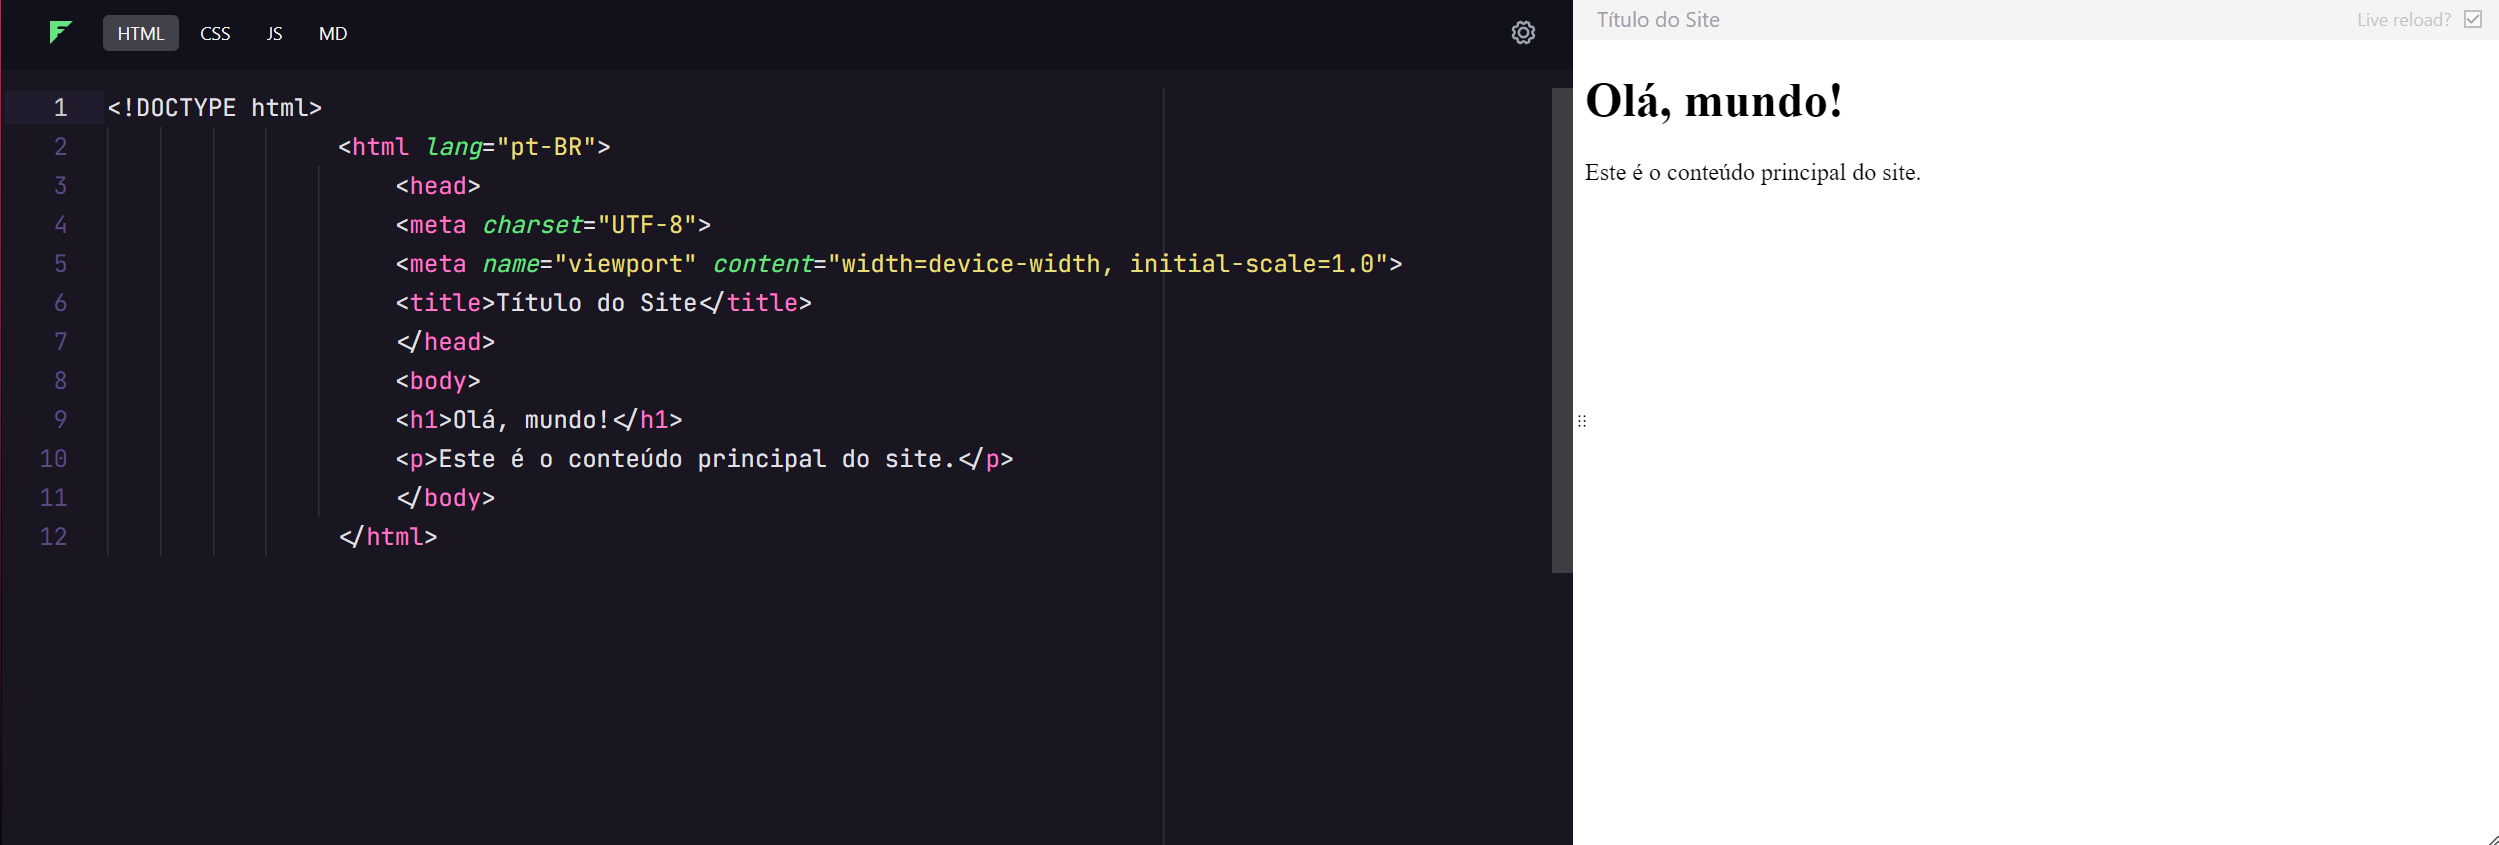 HTML CSS JS MD
1 <!DOCTYPE html>
2 <html lang="pt-BR">
3 <head>
4 <meta charset="UTF-8">
5 <meta name="viewport" content="width=device-width, initial-scale=1.0">
6 <title>Título do Site</title>
7 </head>
8 <body>
9 <h1>Olá, mundo!</h1>
10 <p>Este é o conteúdo principal do site.</p>
11 </body>
12 </html>
Título do Site
Live reload?
Olá, mundo!
Este é o conteúdo principal do site.